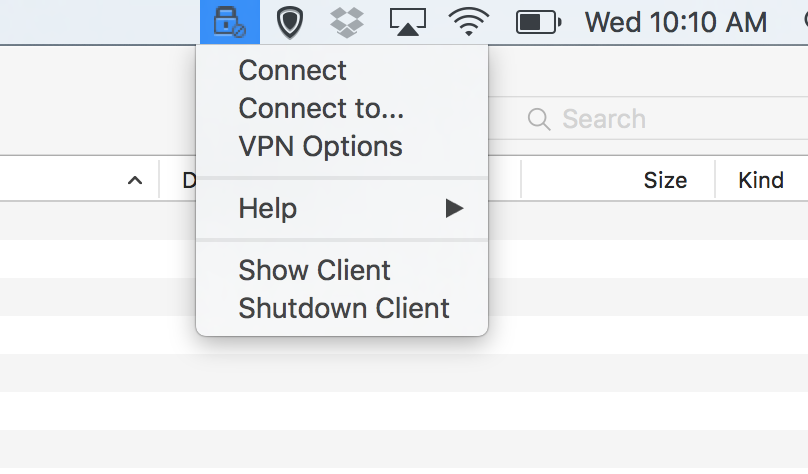 Wed 10:10 AM
Connect
Connect to...
VPN Options
Help
Show Client
Shutdown Client
Search
D
Size
Kind